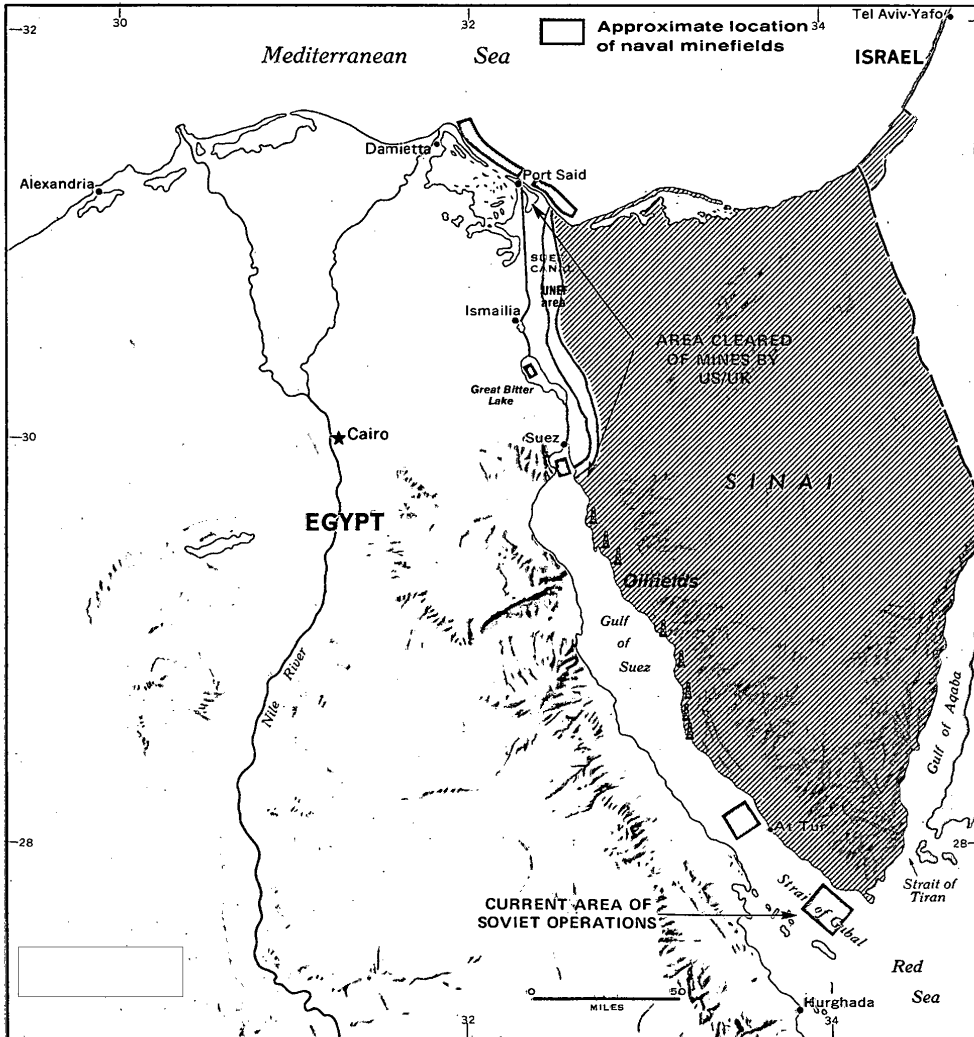 32
30
32
34
Tel Aviv-Yafo
Approximate location
of naval minefields
Mediterranean Sea
ISRAEL
Damietta
Alexandria
Port Said
SUEZ
CANAL
UNEF
area
Ismailia
AREA CLEARED
OF MINES BY
US/UK
Great Bitter
Lake
30
Cairo
Suez
SINAI
EGYPT
Oilfields
Gulf
of
Suez
Nile River
Gulf of Aqaba
At Tur
28
28
Strait of
Tiran
Strait of Gubal
CURRENT AREA OF
SOVIET OPERATIONS
Red
Sea
0 50
MILES
Hurghada
32
34